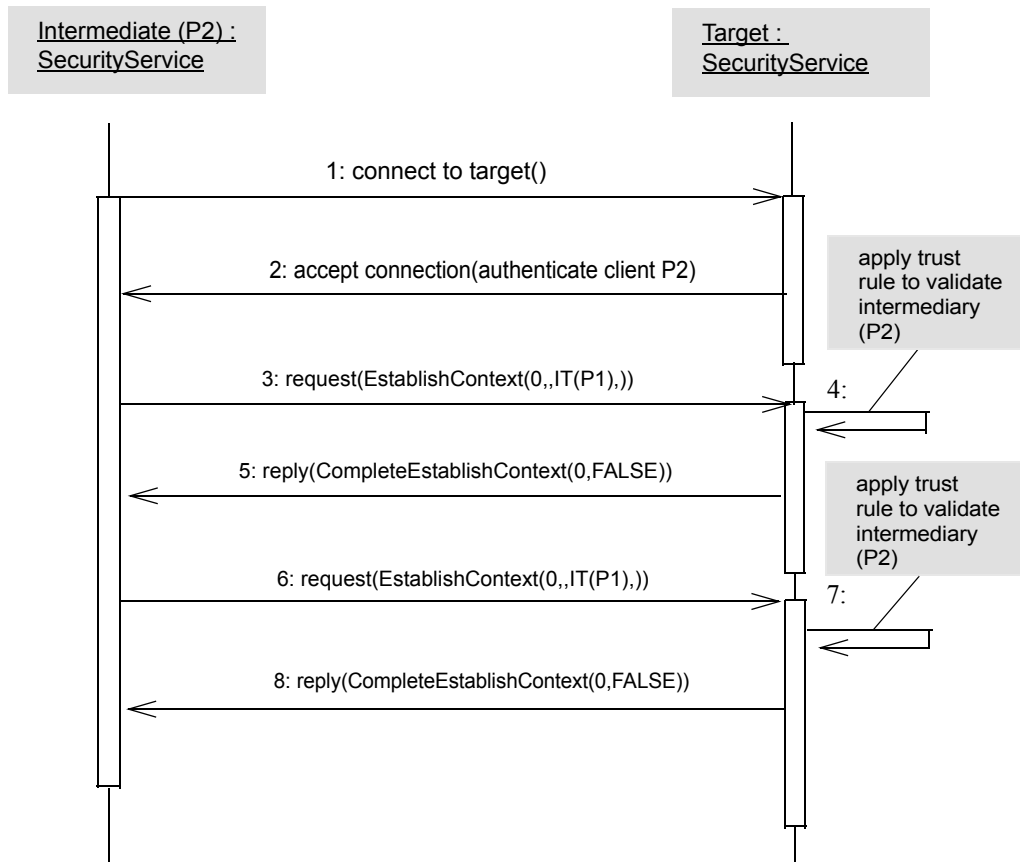 Intermediate (P2) :
SecurityService
Target :
SecurityService
1: connect to target()
2: accept connection(authenticate client P2)
apply trust
rule to validate
intermediary
(P2)
3: request(EstablishContext(0,,IT(P1),))
4:
5: reply(CompleteEstablishContext(0,FALSE))
apply trust
rule to validate
intermediary
(P2)
6: request(EstablishContext(0,,IT(P1),))
7:
8: reply(CompleteEstablishContext(0,FALSE))